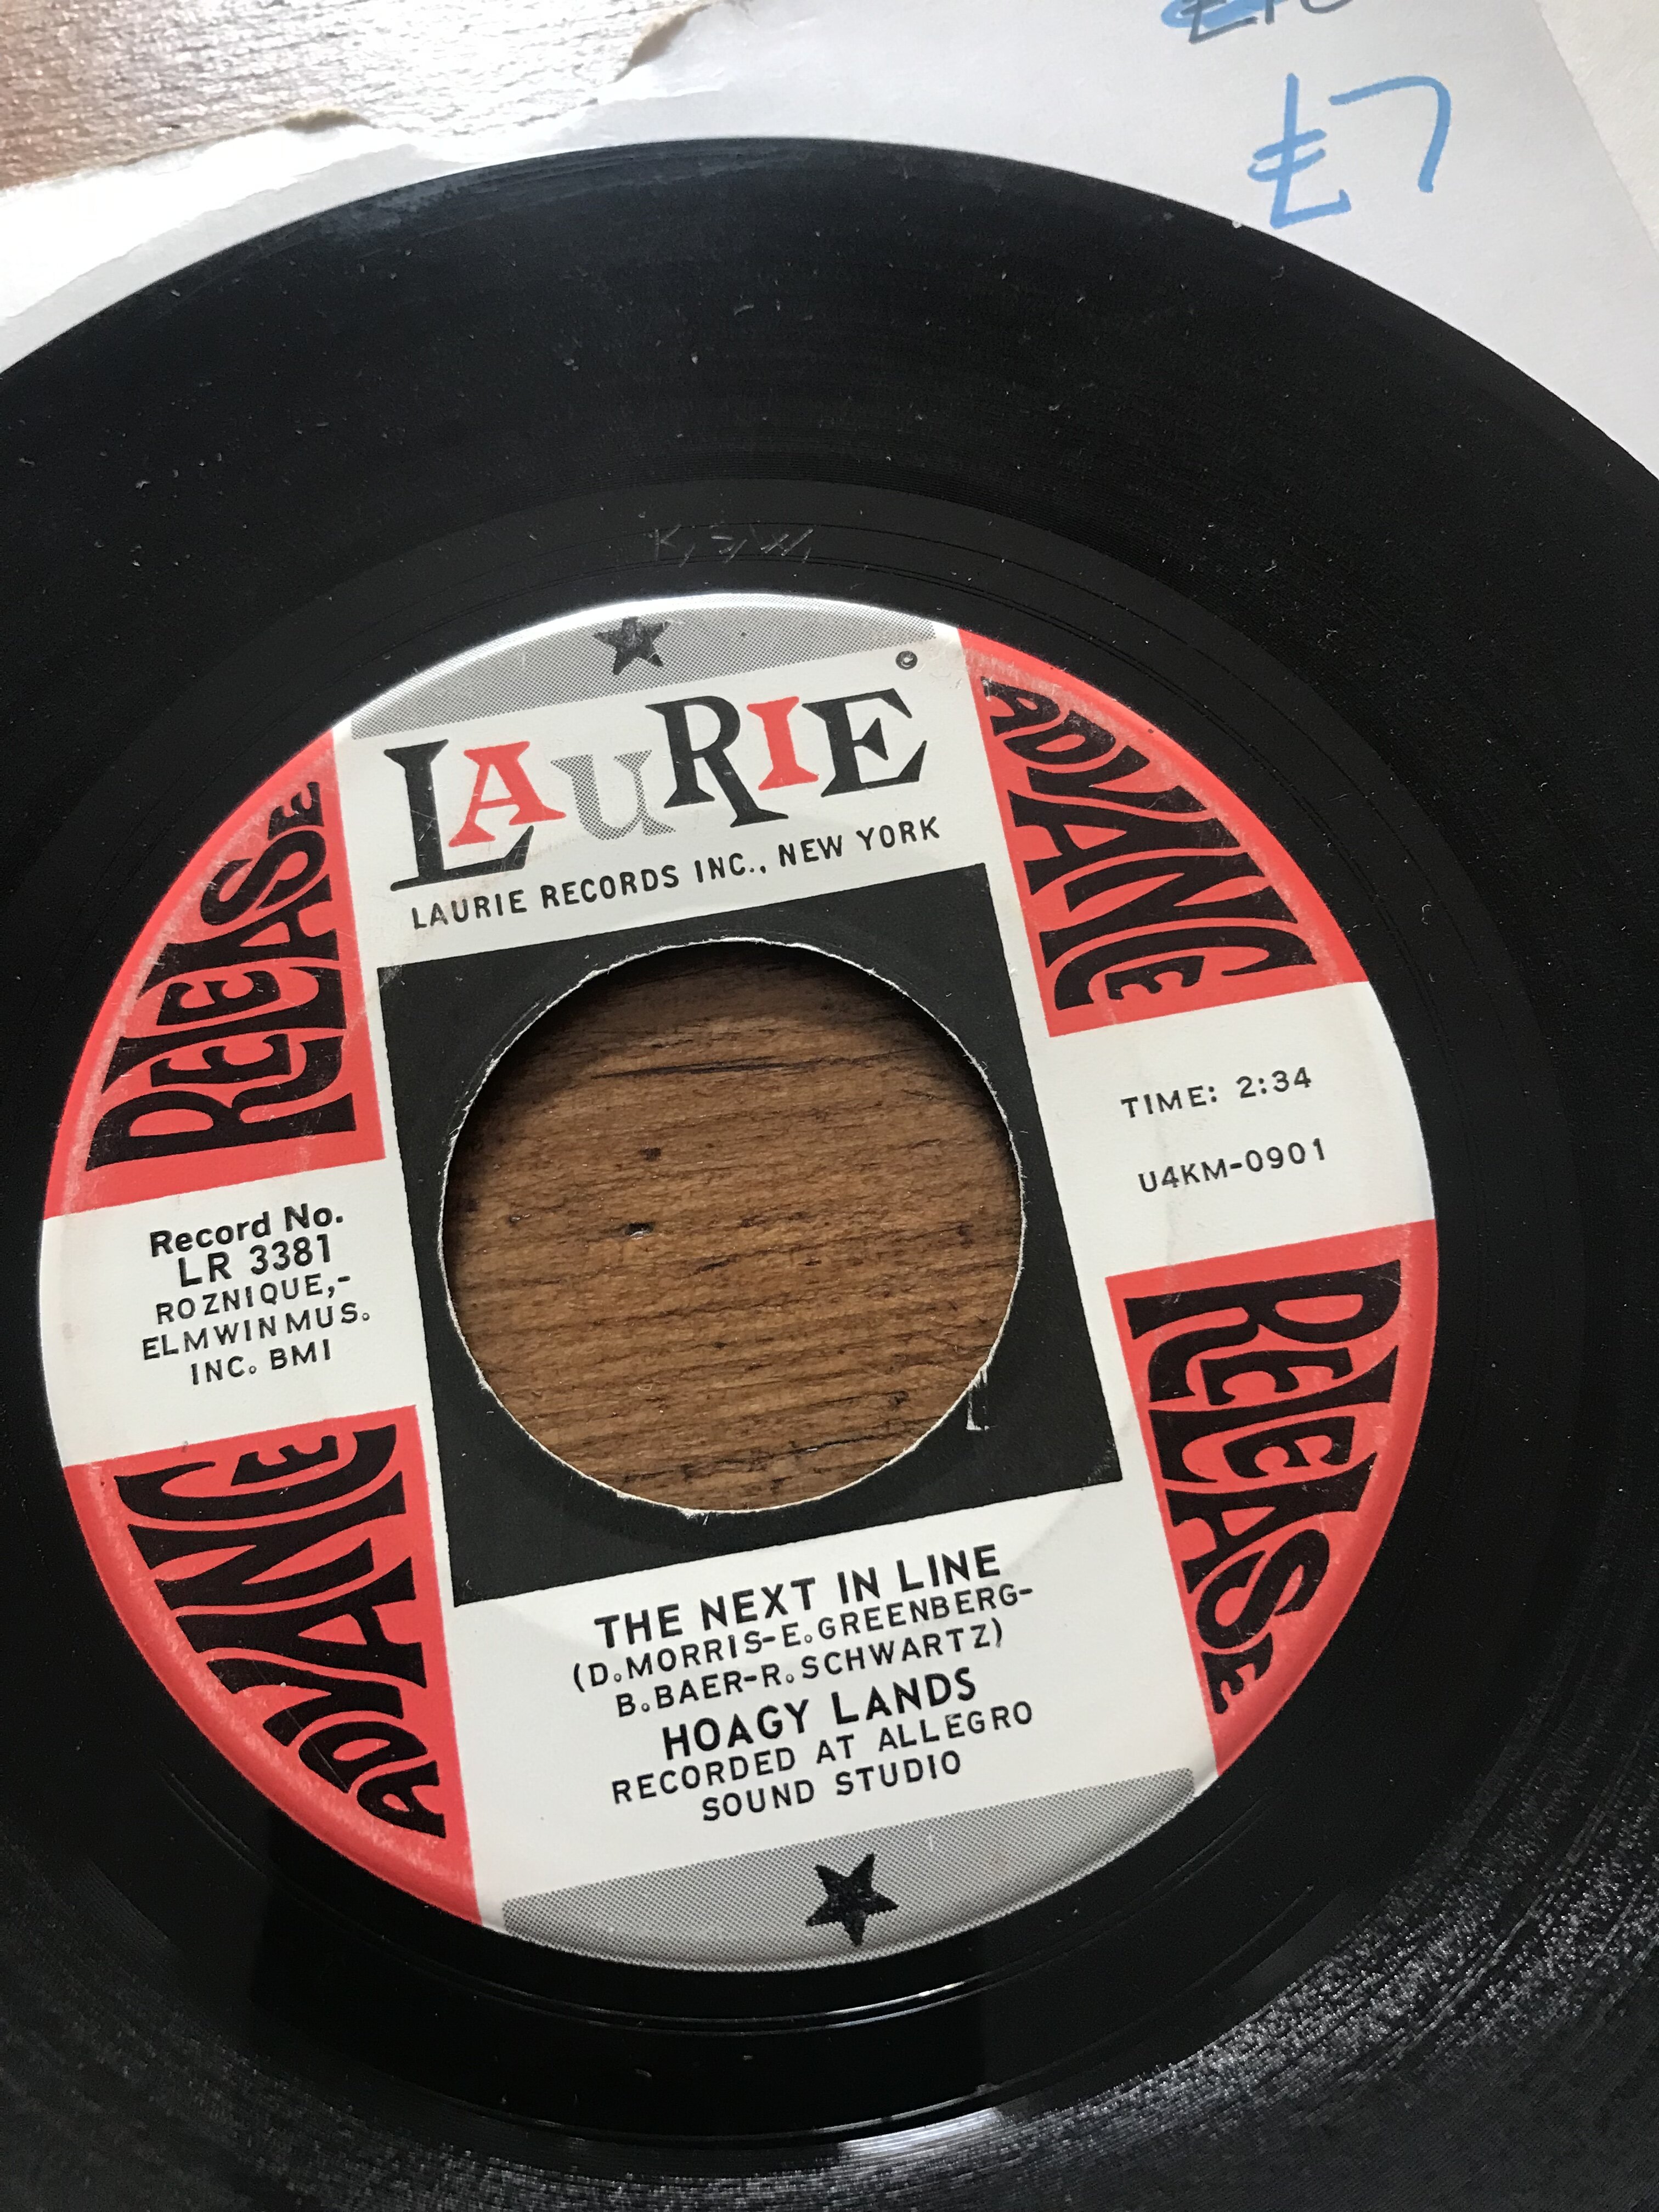 £7
LAURIE
LAURIE RECORDS INC., NEW YORK
RELEASE
ADVANCE
TIME: 2:34
U4KM-0901
Record No.
LR 3381
ROZNIQUE,-
ELMWIN MUS.
INC. BMI
ADVANCE
RELEASE
THE NEXT IN LINE
(D.MORRIS-E.GREENBERG-
B.BAER-R.SCHWARTZ)
HOAGY LANDS
RECORDED AT ALLEGRO
SOUND STUDIO